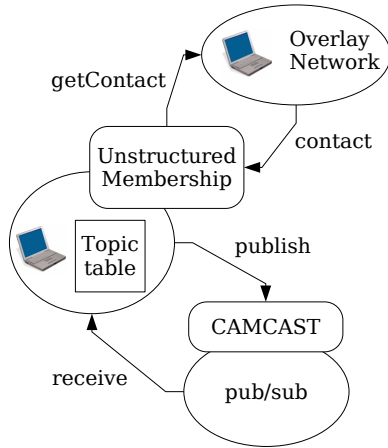 Overlay
Network
getContact
contact
Unstructured
Membership
Topic
table
publish
CAMCAST
receive
pub/sub